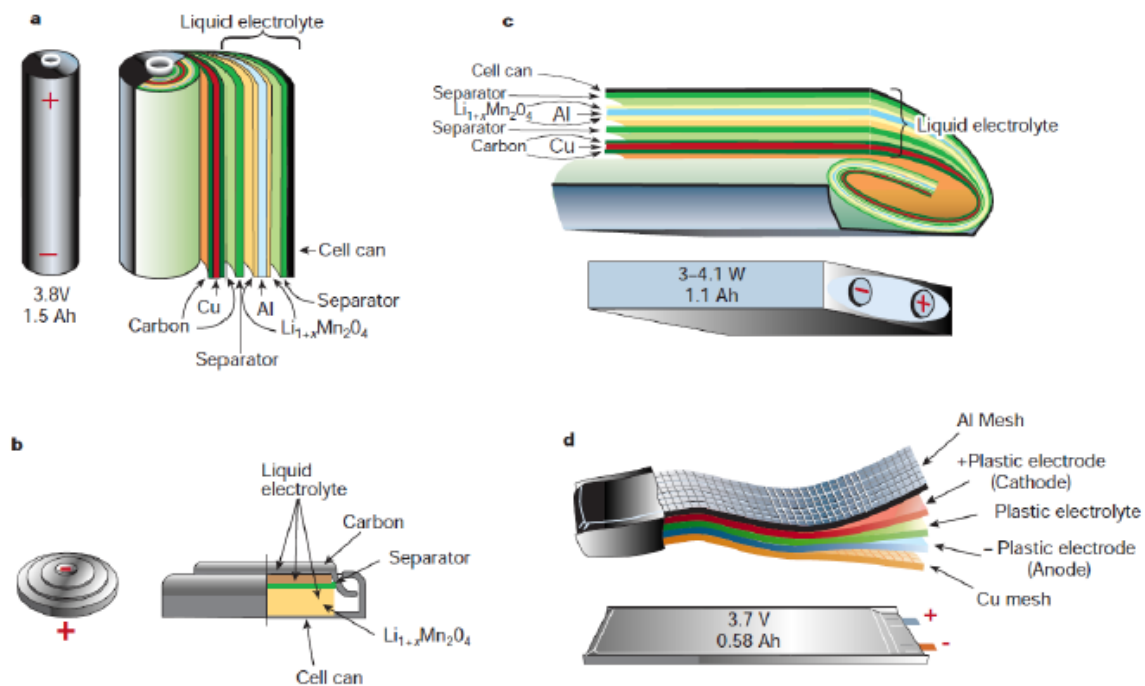 a
Liquid electrolyte
+
−
3.8V
1.5 Ah
Cell can
Separator
Cu
Al
Carbon
Li1+xMn2O4
Separator
c
Cell can
Separator
Li1+xMn2O4
Al
Separator
Carbon
Cu
Liquid electrolyte
3–4.1 W
1.1 Ah
−
+
b
Liquid
electrolyte
Carbon
Separator
−
+
Li1+xMn2O4
Cell can
d
Al Mesh
+Plastic electrode
(Cathode)
Plastic electrolyte
− Plastic electrode
(Anode)
Cu mesh
3.7 V
0.58 Ah
+
-